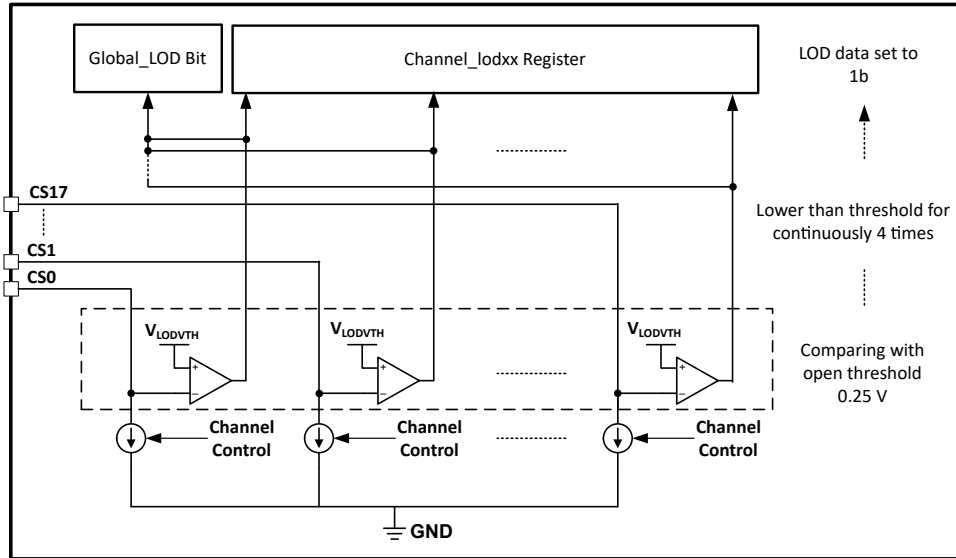 Global_LOD Bit
Channel_lodxx Register
LOD data set to
1b
CS17
Lower than threshold for
continuously 4 times
CS1
CS0
VLODVTH
+
−
VLODVTH
+
−
VLODVTH
+
−
Comparing with
open threshold
0.25 V
Channel
Control
Channel
Control
Channel
Control
GND